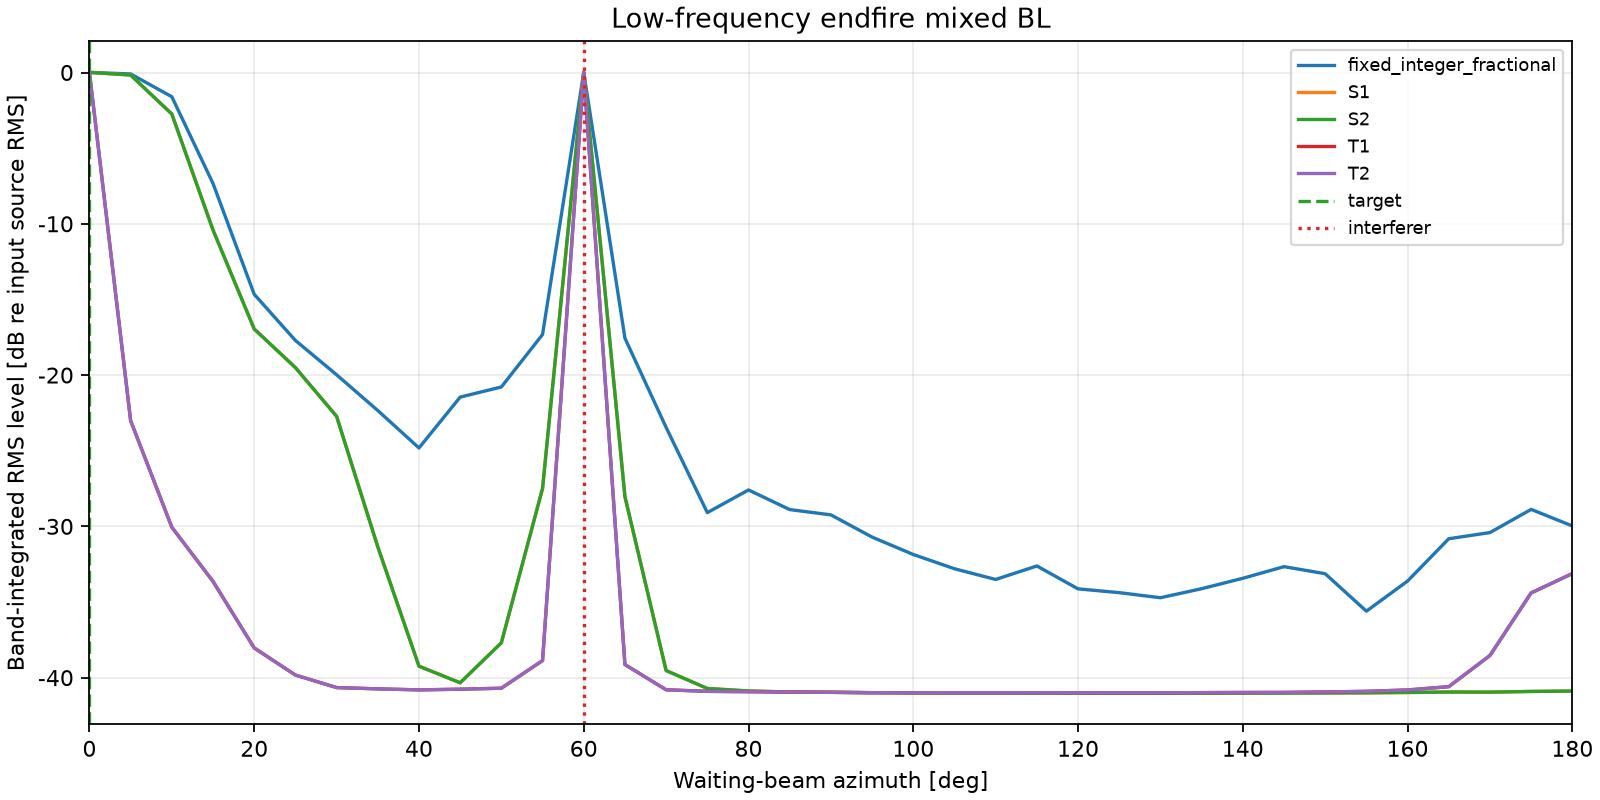 Low-frequency endfire mixed BL
Band-integrated RMS level [dB re input source RMS]
0
-10
-20
-30
-40
fixed_integer_fractional
S1
S2
T1
T2
target
interferer
0 20 40 60 80 100 120 140 160 180
Waiting-beam azimuth [deg]